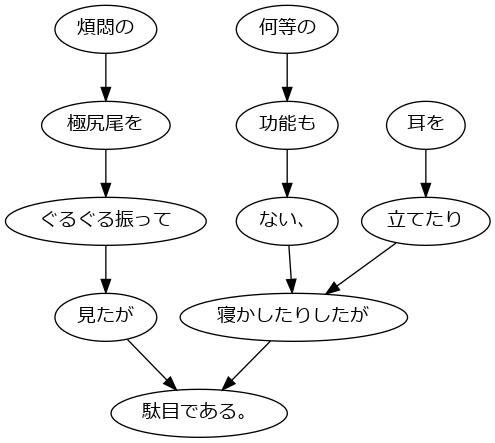 煩悶の
何等の
極尻尾を
功能も
耳を
ぐるぐる振って
ない、
立てたり
見たが
寝かしたりしたが
駄目である。